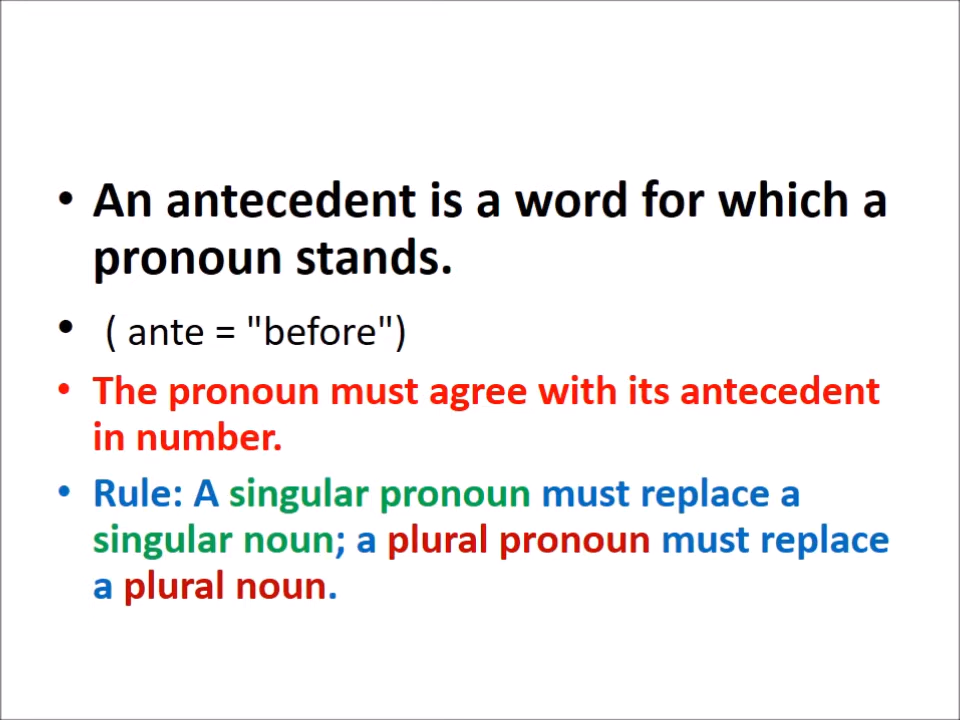 • An antecedent is a word for which a
pronoun stands.
• ( ante = "before")
• The pronoun must agree with its antecedent
in number.
• Rule: A singular pronoun must replace a
singular noun; a plural pronoun must replace
a plural noun.